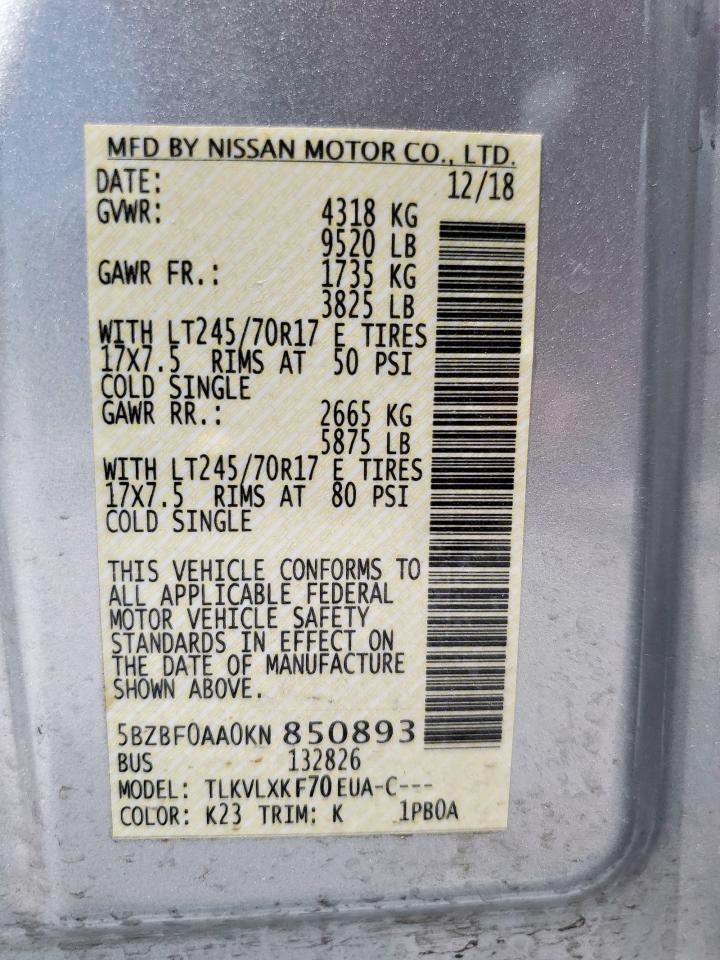 MFD BY NISSAN MOTOR CO., LTD.
DATE: 12/18
GVWR: 4318 KG
9520 LB
GAWR FR.: 1735 KG
3825 LB
WITH LT245/70R17 E TIRES
17X7.5 RIMS AT 50 PSI
COLD SINGLE
GAWR RR.: 2665 KG
5875 LB
WITH LT245/70R17 E TIRES
17X7.5 RIMS AT 80 PSI
COLD SINGLE
THIS VEHICLE CONFORMS TO
ALL APPLICABLE FEDERAL
MOTOR VEHICLE SAFETY
STANDARDS IN EFFECT ON
THE DATE OF MANUFACTURE
SHOWN ABOVE.
5BZBF0AA0KN 850893
BUS 132826
MODEL: TLKVLXKF70EUA-C---
COLOR: K23 TRIM: K 1PB0A